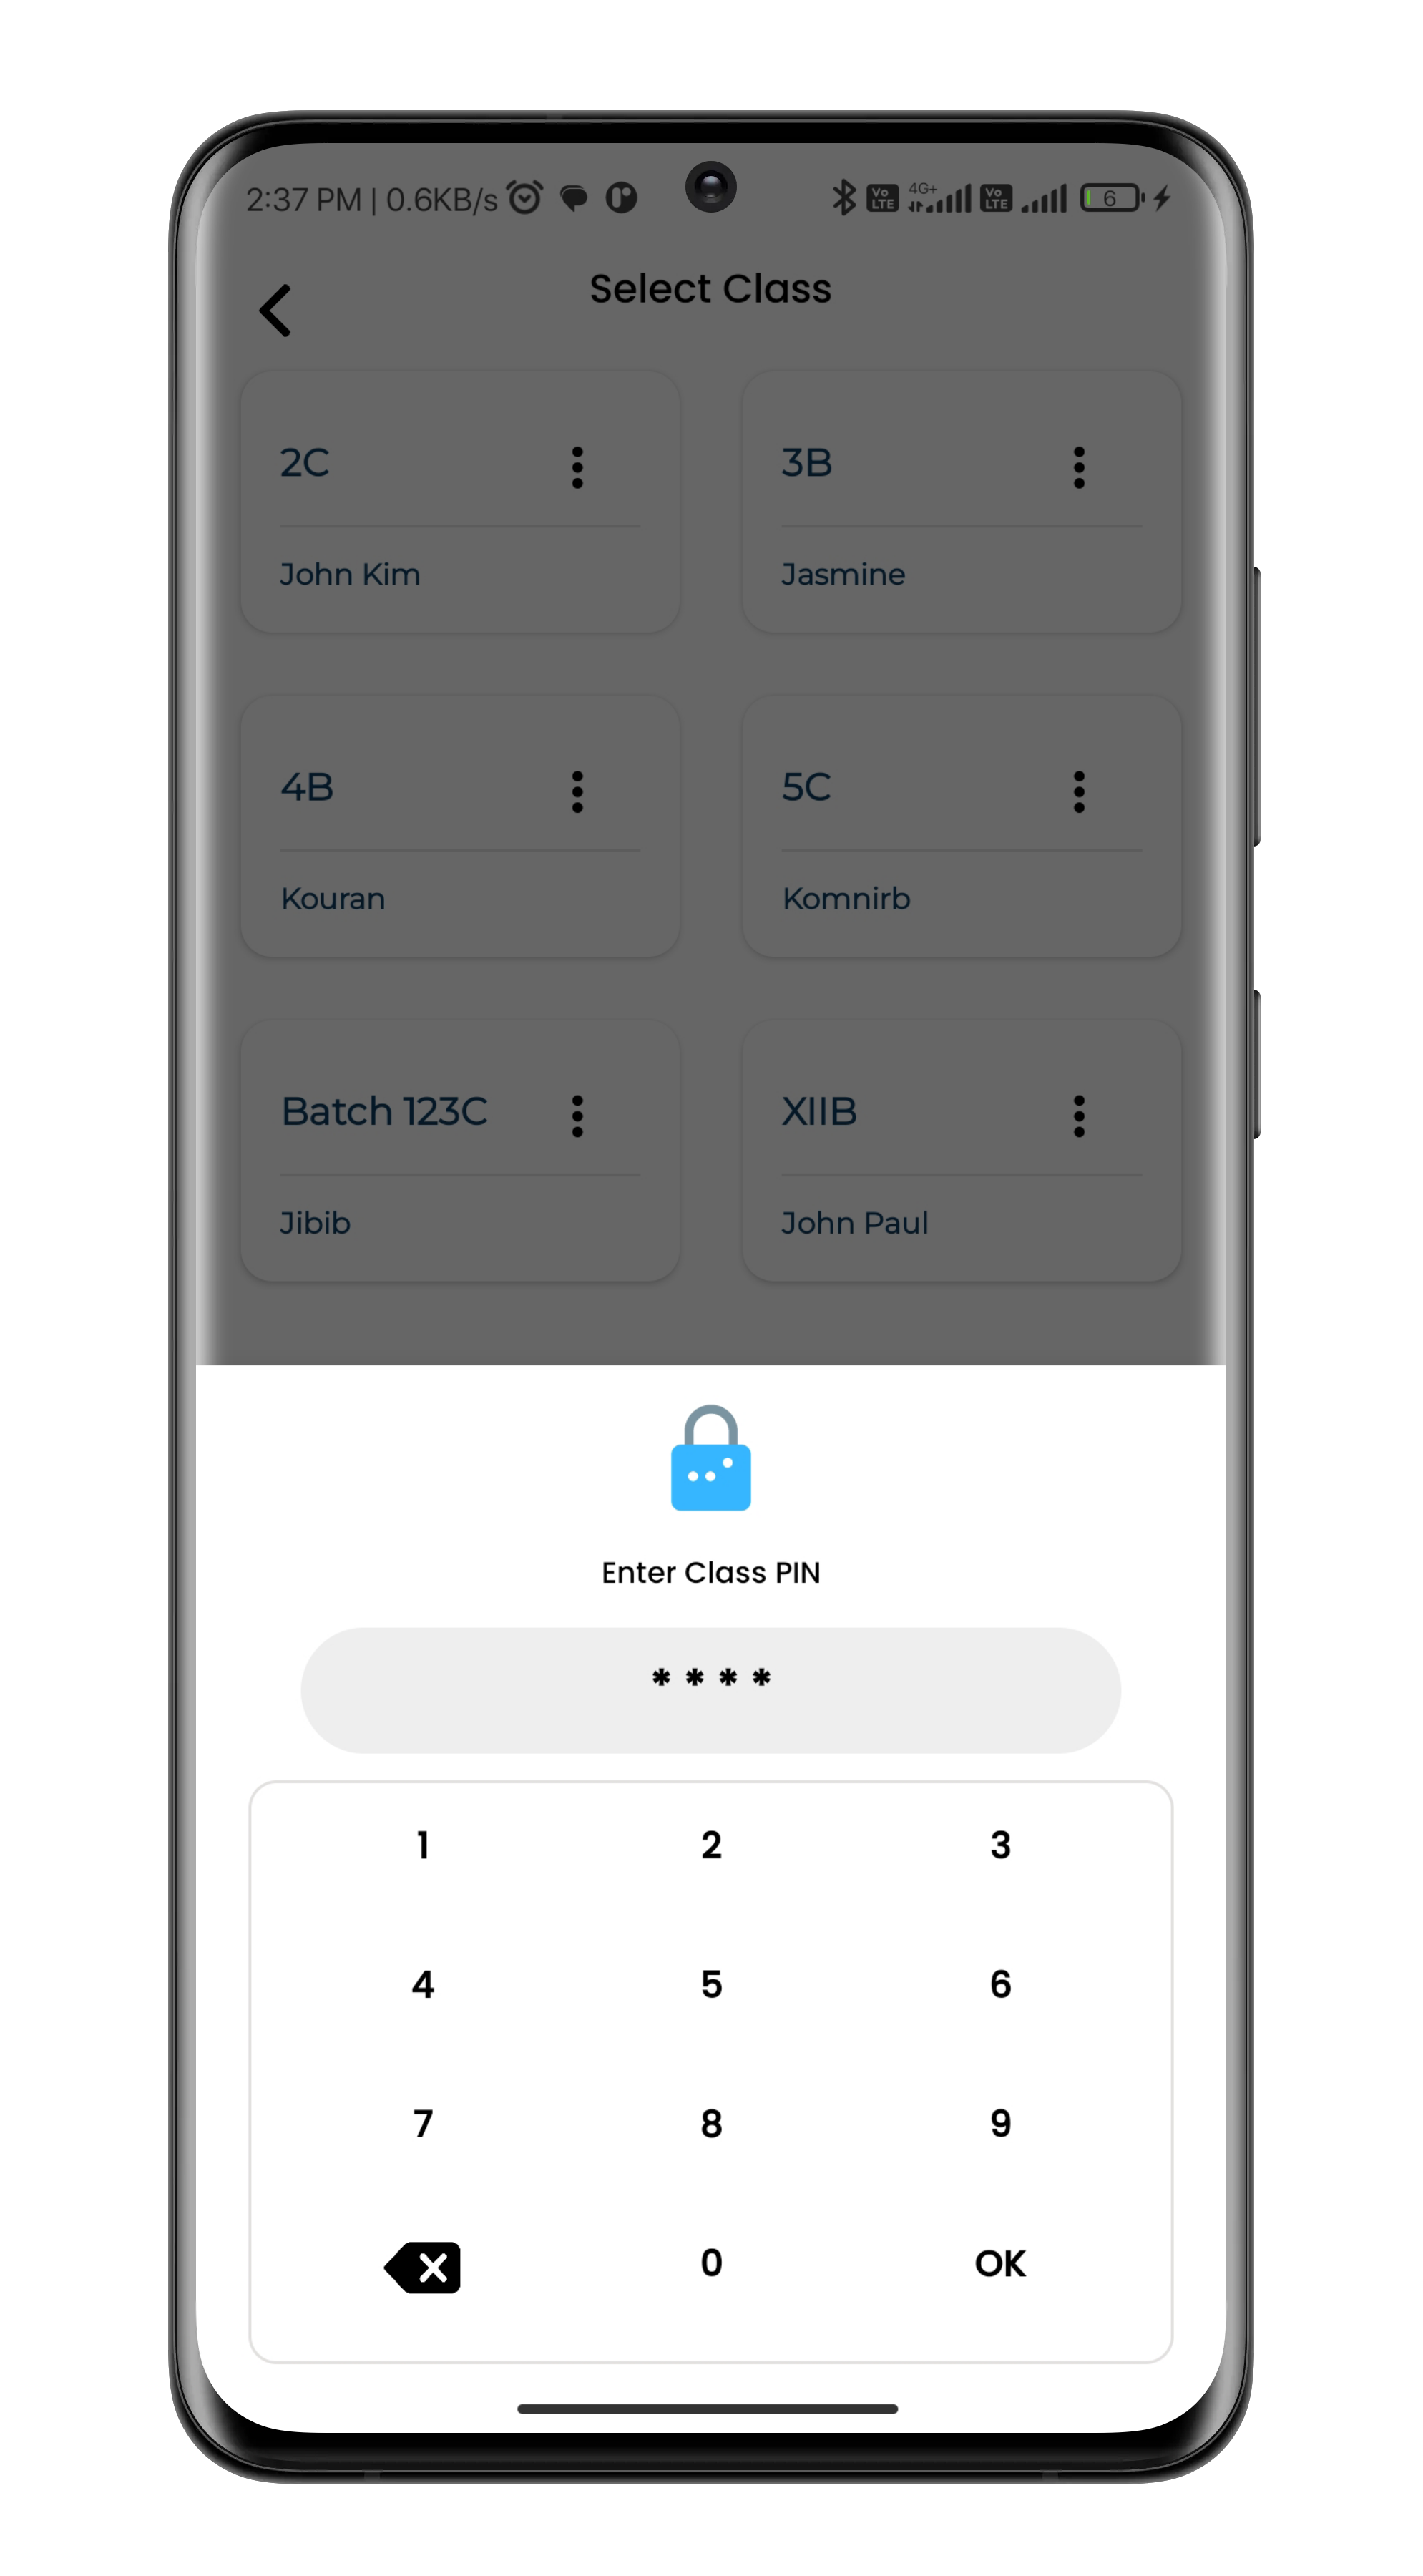 2:37 PM | 0.6KB/s Vo LTE 4G+ Vo LTE 6
Select Class
2C
John Kim
3B
Jasmine
4B
Kouran
5C
Komnirb
Batch 123C
Jibib
XIIB
John Paul
Enter Class PIN
****
1 2 3
4 5 6
7 8 9
0 OK